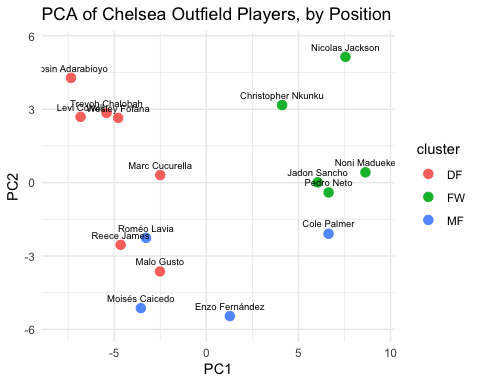 PCA of Chelsea Outfield Players, by Position
6
3
0
-3
-6
PC2
-5
0
5
10
PC1
Nicolas Jackson
osin Adarabioyo
Christopher Nkunku
Trevoh Chalobah
Levi
Wesley Fofana
Marc Cucurella
Noni Madueke
Jadon Sancho
Pedro Neto
Cole Palmer
Roméo Lavia
Reece James
Malo Gusto
Moisés Caicedo
Enzo Fernández
cluster
DF
FW
MF